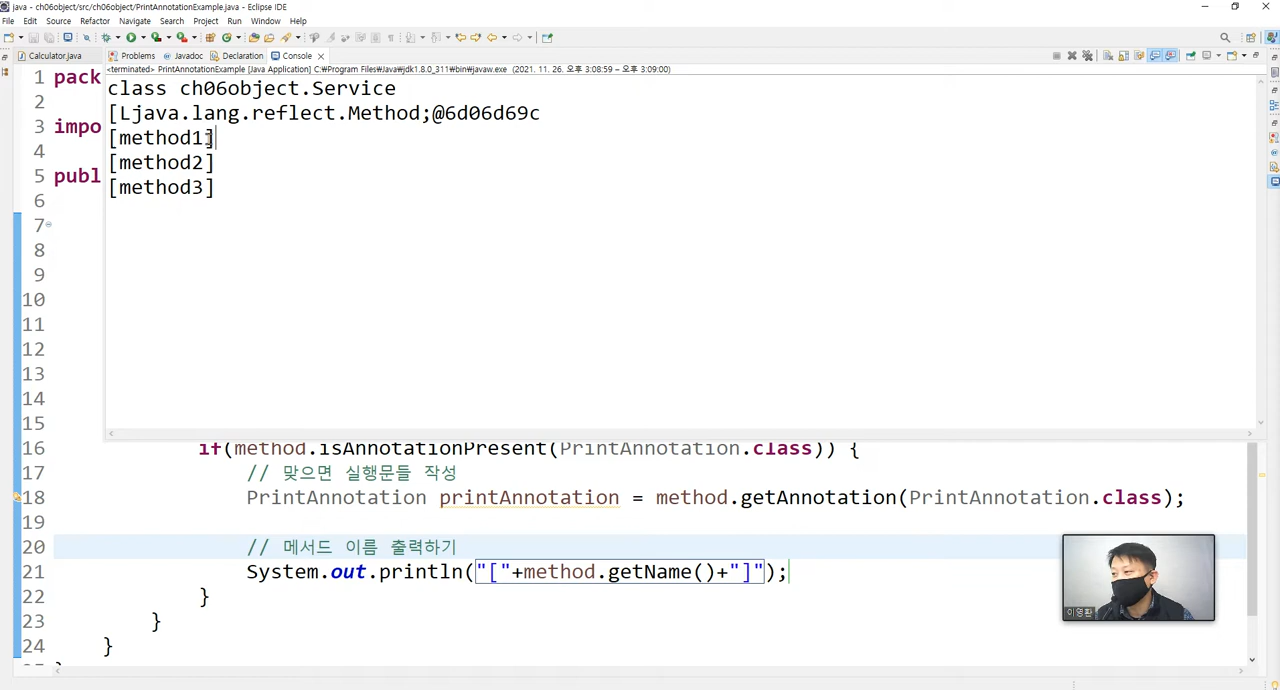 java - ch06object/src/ch06object/PrintAnnotationExample.java - Eclipse IDE
File Edit Source Refactor Navigate Search Project Run Window Help
Calculator.java Problems Javadoc Declaration Console
<terminated> PrintAnnotationExample [Java Application] C:₩Program Files₩Java₩jdk1.8.0_311₩bin₩javaw.exe (2021. 11. 26. 오후 3:08:59 – 오후 3:09:00)
1 pack
class ch06object.Service
2
[Ljava.lang.reflect.Method;@6d06d69c
3 impo
[method1]
4
[method2]
5 publ
[method3]
6
7
8
9
10
11
12
13
14
15
16 if(method.isAnnotationPresent(PrintAnnotation.class)) {
17 // 맞으면 실행문들 작성
18 PrintAnnotation printAnnotation = method.getAnnotation(PrintAnnotation.class);
19
20 // 메서드 이름 출력하기
21 System.out.println("["+method.getName()+"]");
22 }
23 }
24 }
이영환